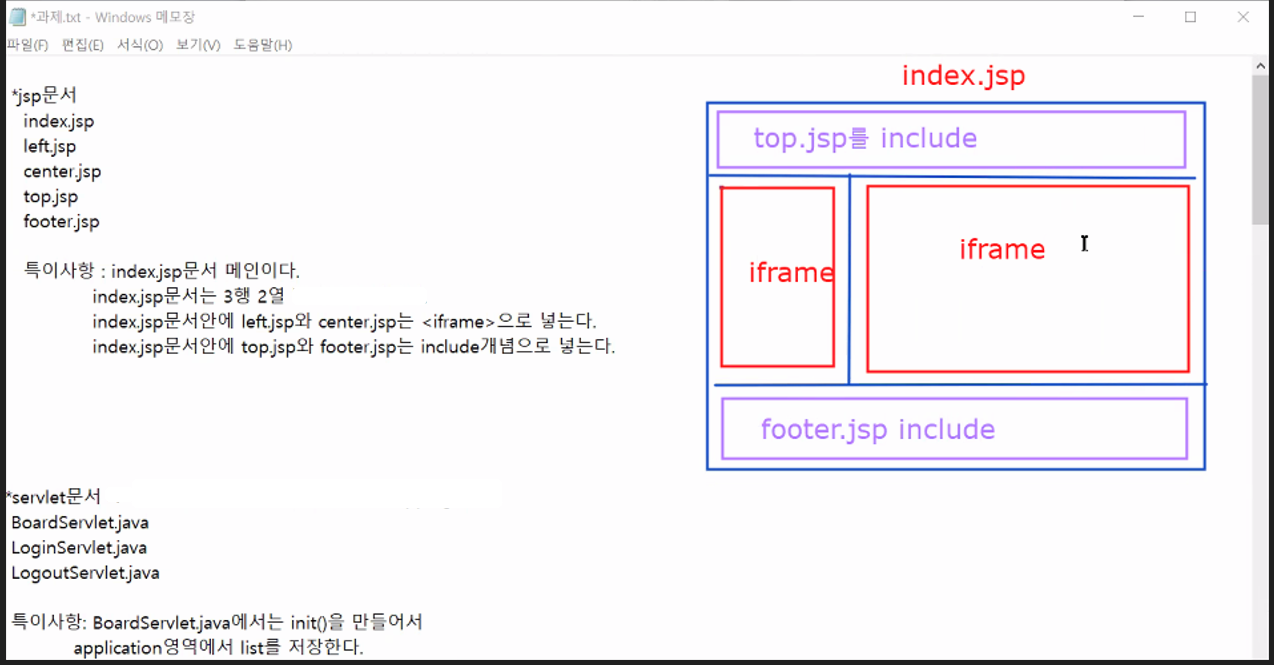 *과제.txt - Windows 메모장
파일(F) 편집(E) 서식(O) 보기(V) 도움말(H)
*jsp문서
index.jsp
left.jsp
center.jsp
top.jsp
footer.jsp
특이사항 : index.jsp문서 메인이다.
index.jsp문서는 3행 2열
index.jsp문서안에 left.jsp와 center.jsp는 <iframe>으로 넣는다.
index.jsp문서안에 top.jsp와 footer.jsp는 include개념으로 넣는다.
index.jsp
top.jsp를 include
iframe
iframe
footer.jsp include
*servlet문서
BoardServlet.java
LoginServlet.java
LogoutServlet.java
특이사항: BoardServlet.java에서는 init()을 만들어서
application영역에서 list를 저장한다.